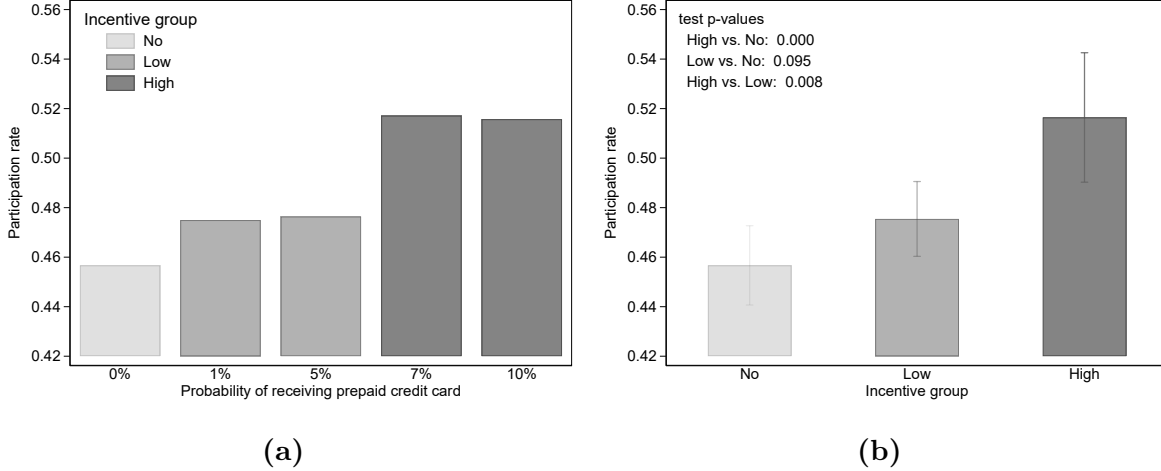 0.56
0.54
0.52
0.50
0.48
0.46
0.44
0.42
Participation rate
Incentive group
No
Low
High
0% 1% 5% 7% 10%
Probability of receiving prepaid credit card
(a)
0.56
0.54
0.52
0.50
0.48
0.46
0.44
0.42
Participation rate
test p-values
High vs. No: 0.000
Low vs. No: 0.095
High vs. Low: 0.008
No Low High
Incentive group
(b)